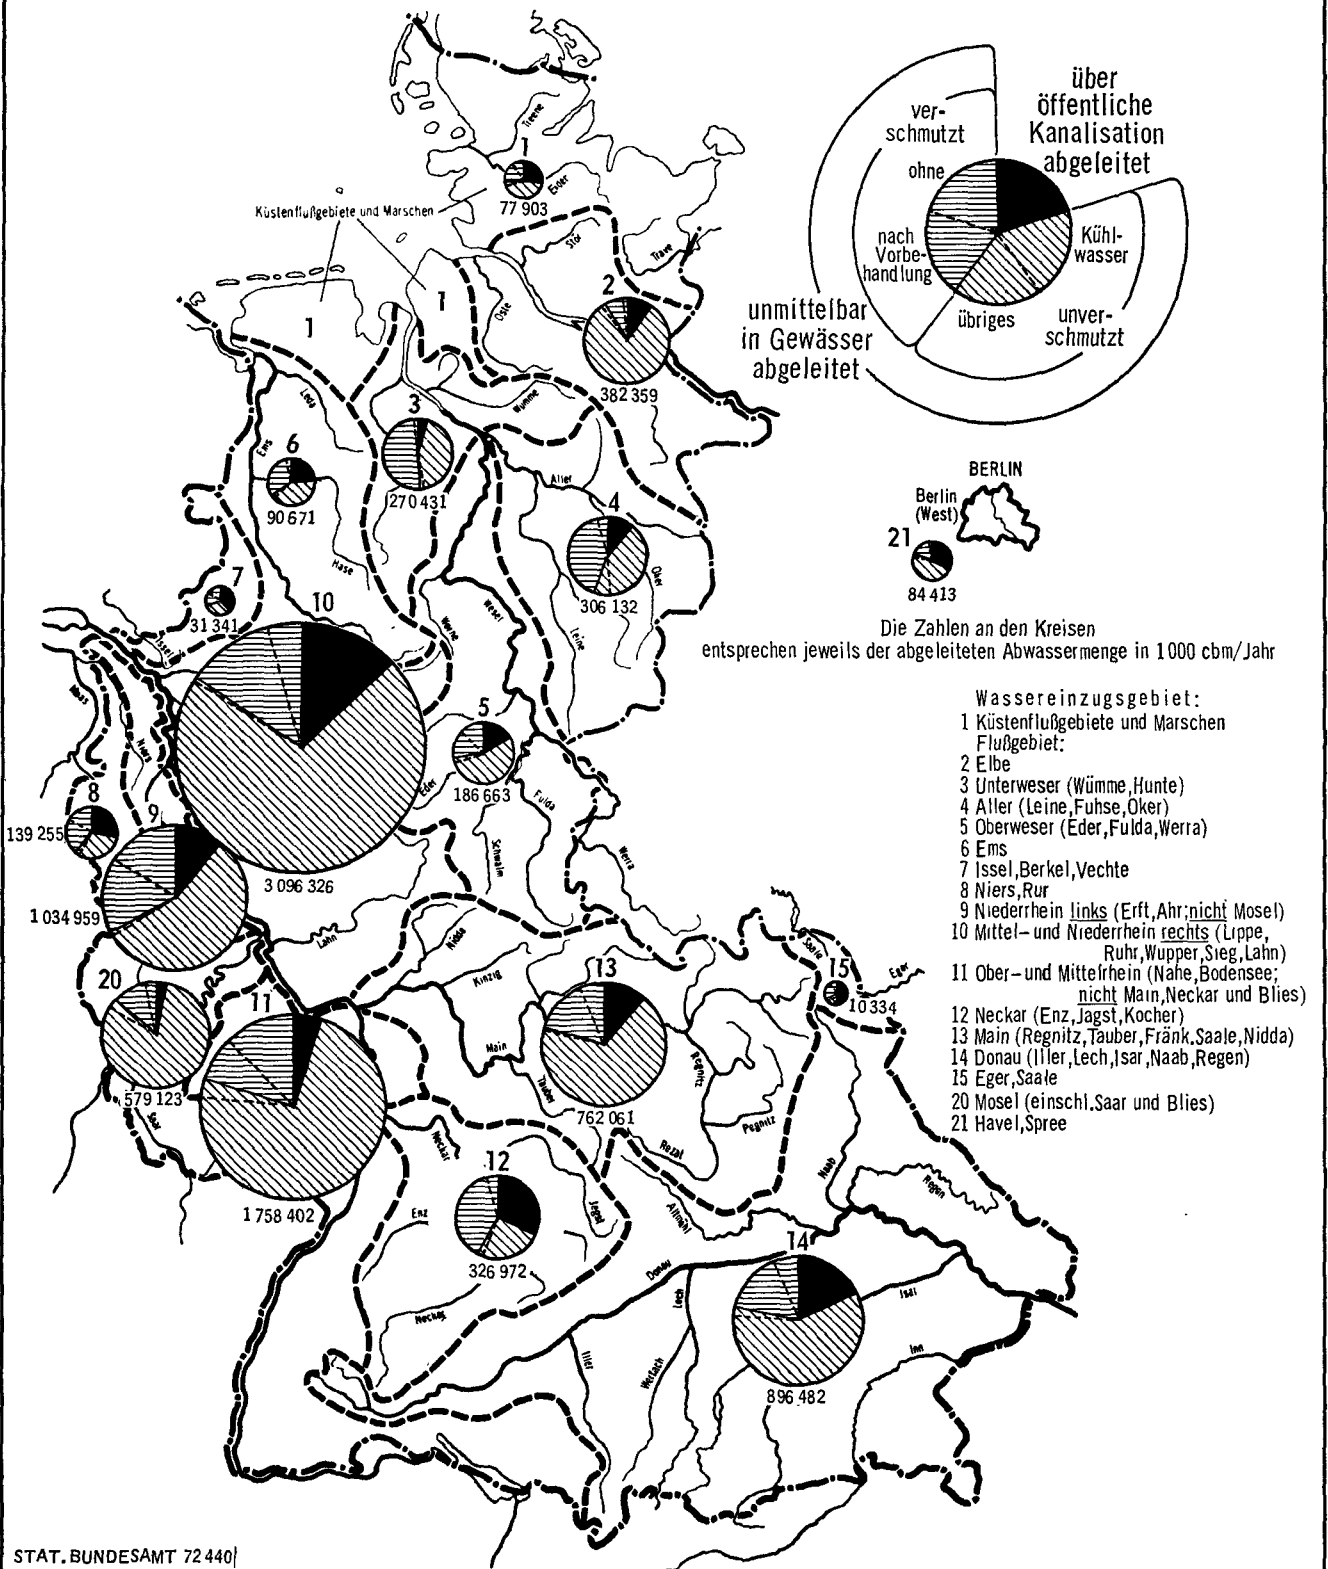 über
öffentliche
Kanalisation
abgeleitet
ver-
schmutzt
ohne
nach
Vorbe-
handlung
Kühl-
wasser
übriges
unver-
schmutzt
unmittelbar
in Gewässer
abgeleitet
Treene
1
Eider
77 903
Küstenflußgebiete und Marschen
Stör
Trave
1
1
Oste
2
382 359
Leda
Wümme
3
270 431
Ems
6
90 671
Hase
Aller
4
306 132
Oker
Leine
BERLIN
Berlin
(West)
21
84 413
Die Zahlen an den Kreisen
entsprechen jeweils der abgeleiteten Abwassermenge in 1000 cbm/Jahr
7
31 341
Issel
10
3 096 326
Werre
Weser
Maas
Niers
5
186 663
Eder
Fulda
Schwalm
Werra
8
139 255
9
1 034 959
Lahn
Nidda
Kinzig
Wassereinzugsgebiet:
1 Küstenflußgebiete und Marschen
Flußgebiet:
2 Elbe
3 Unterweser (Wümme,Hunte)
4 Aller (Leine,Fuhse,Oker)
5 Oberweser (Eder,Fulda,Werra)
6 Ems
7 Issel,Berkel,Vechte
8 Niers,Rur
9 Niederrhein links (Erft,Ahr;nicht Mosel)
10 Mittel-und Niederrhein rechts (Lippe,
Ruhr,Wupper,Sieg,Lahn)
11 Ober-und Mittelrhein (Nahe,Bodensee;
nicht Main,Neckar und Blies)
12 Neckar (Enz,Jagst,Kocher)
13 Main (Regnitz,Tauber,Fränk.Saale,Nidda)
14 Donau (Iller,Lech,Isar,Naab,Regen)
15 Eger,Saale
20 Mosel (einschl.Saar und Blies)
21 Havel,Spree
20
579 123
Saar
11
1 758 402
Main
Tauber
13
762 061
Regnitz
Pegnitz
Rezat
Saale
15
Eger
10 334
Naab
Regen
Neckar
12
326 972
Enz
Jagst
Neckar
Altmühl
Donau
14
896 482
Lech
Isar
Iller
Wertach
Inn
STAT. BUNDESAMT 72 440